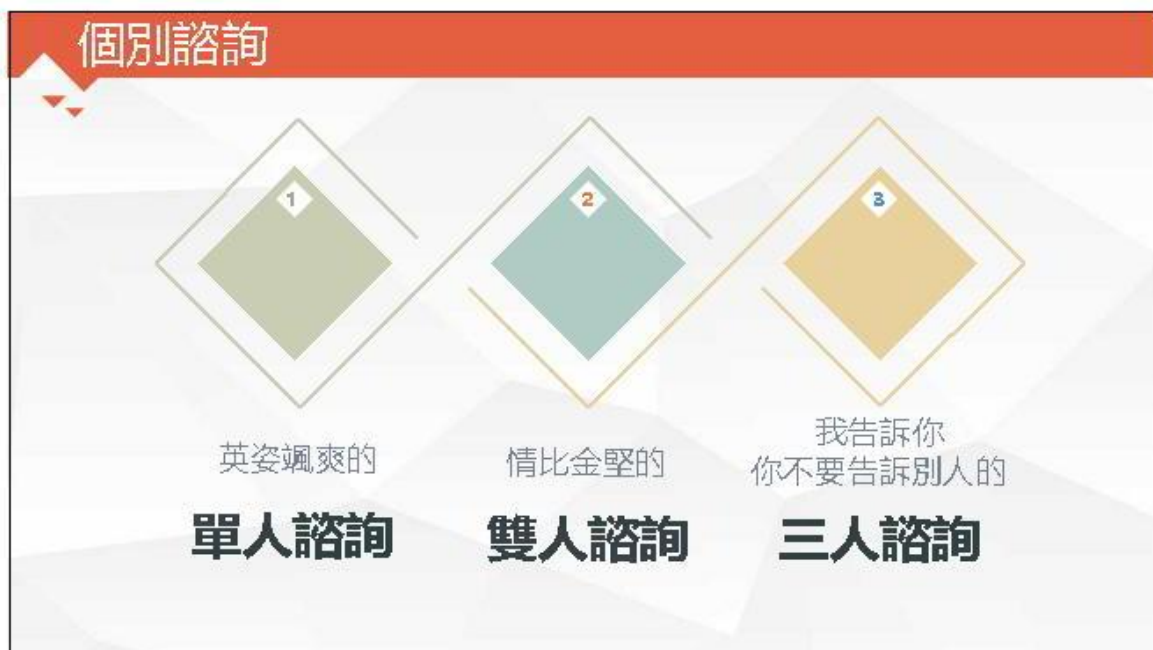 個別諮詢
1
2
3
英姿颯爽的
單人諮詢
情比金堅的
雙人諮詢
我告訴你
你不要告訴別人的
三人諮詢